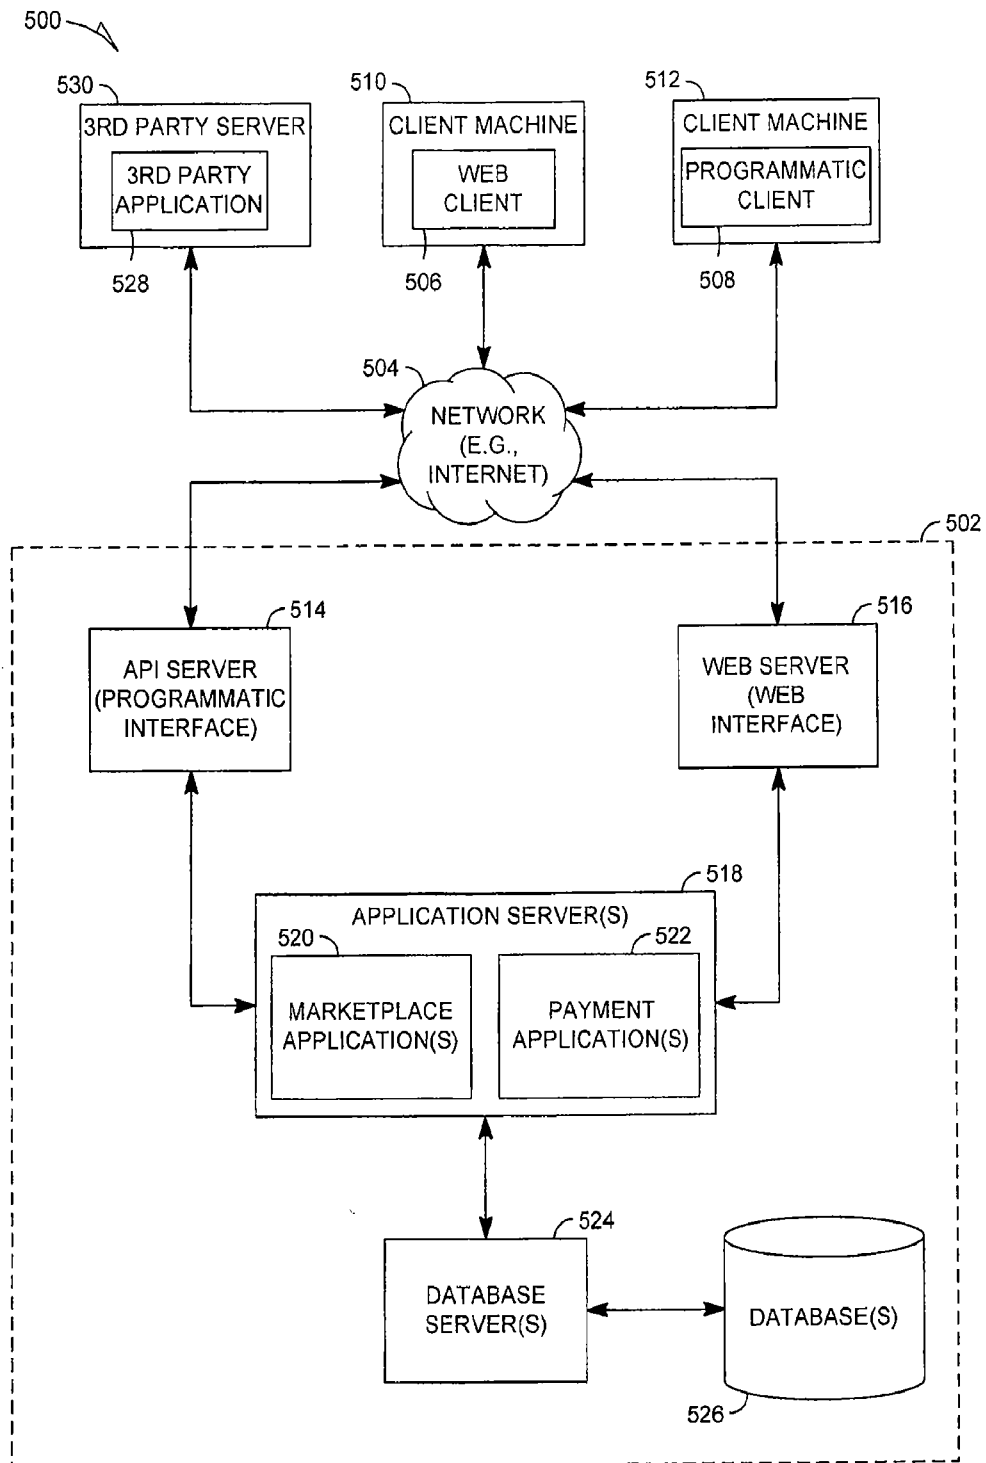 500
530
510
512
3RD PARTY SERVER
3RD PARTY
APPLICATION
528
CLIENT MACHINE
WEB
CLIENT
506
CLIENT MACHINE
PROGRAMMATIC
CLIENT
508
504
NETWORK
(E.G.,
INTERNET)
502
514
API SERVER
(PROGRAMMATIC
INTERFACE)
516
WEB SERVER
(WEB
INTERFACE)
518
APPLICATION SERVER(S)
520
MARKETPLACE
APPLICATION(S)
522
PAYMENT
APPLICATION(S)
524
DATABASE
SERVER(S)
DATABASE(S)
526